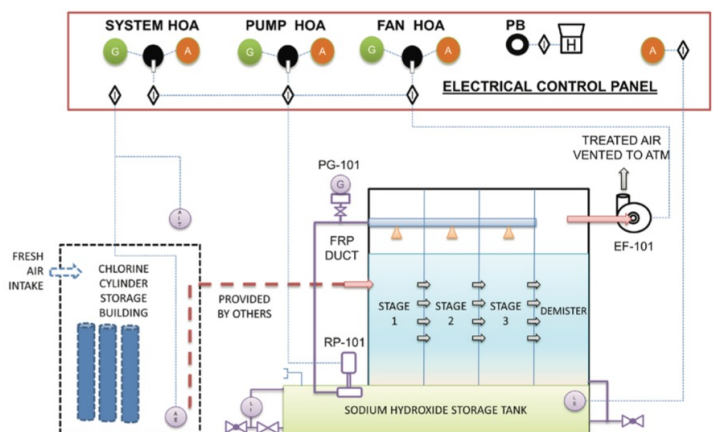 SYSTEM HOA
PUMP HOA
FAN HOA
PB
G
A
G
A
G
A
H
A
ELECTRICAL CONTROL PANEL
TREATED AIR
VENTED TO ATM
PG-101
G
EF-101
FRP
DUCT
FRESH
AIR
INTAKE
CHLORINE
CYLINDER
STORAGE
BUILDING
PROVIDED
BY OTHERS
STAGE
1
STAGE
2
STAGE
3
DEMISTER
RP-101
SODIUM HYDROXIDE STORAGE TANK